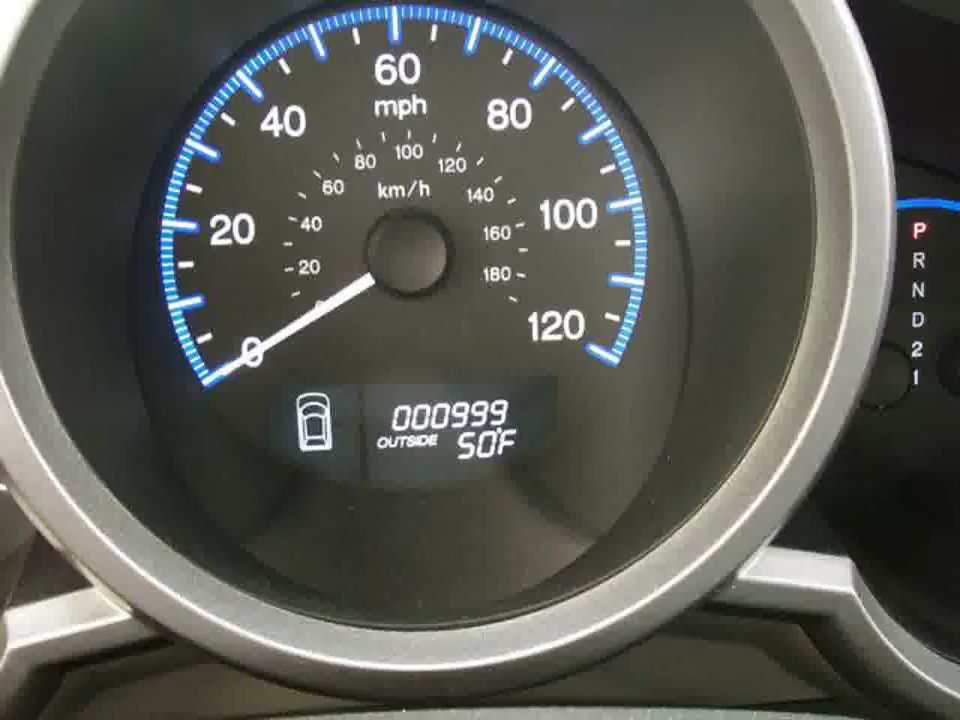 60
mph
40 80
80 100 120
60 km/h 140
20 40 160 100
20 180
0 120
000999
OUTSIDE 50°F
P
R
N
D
2
1